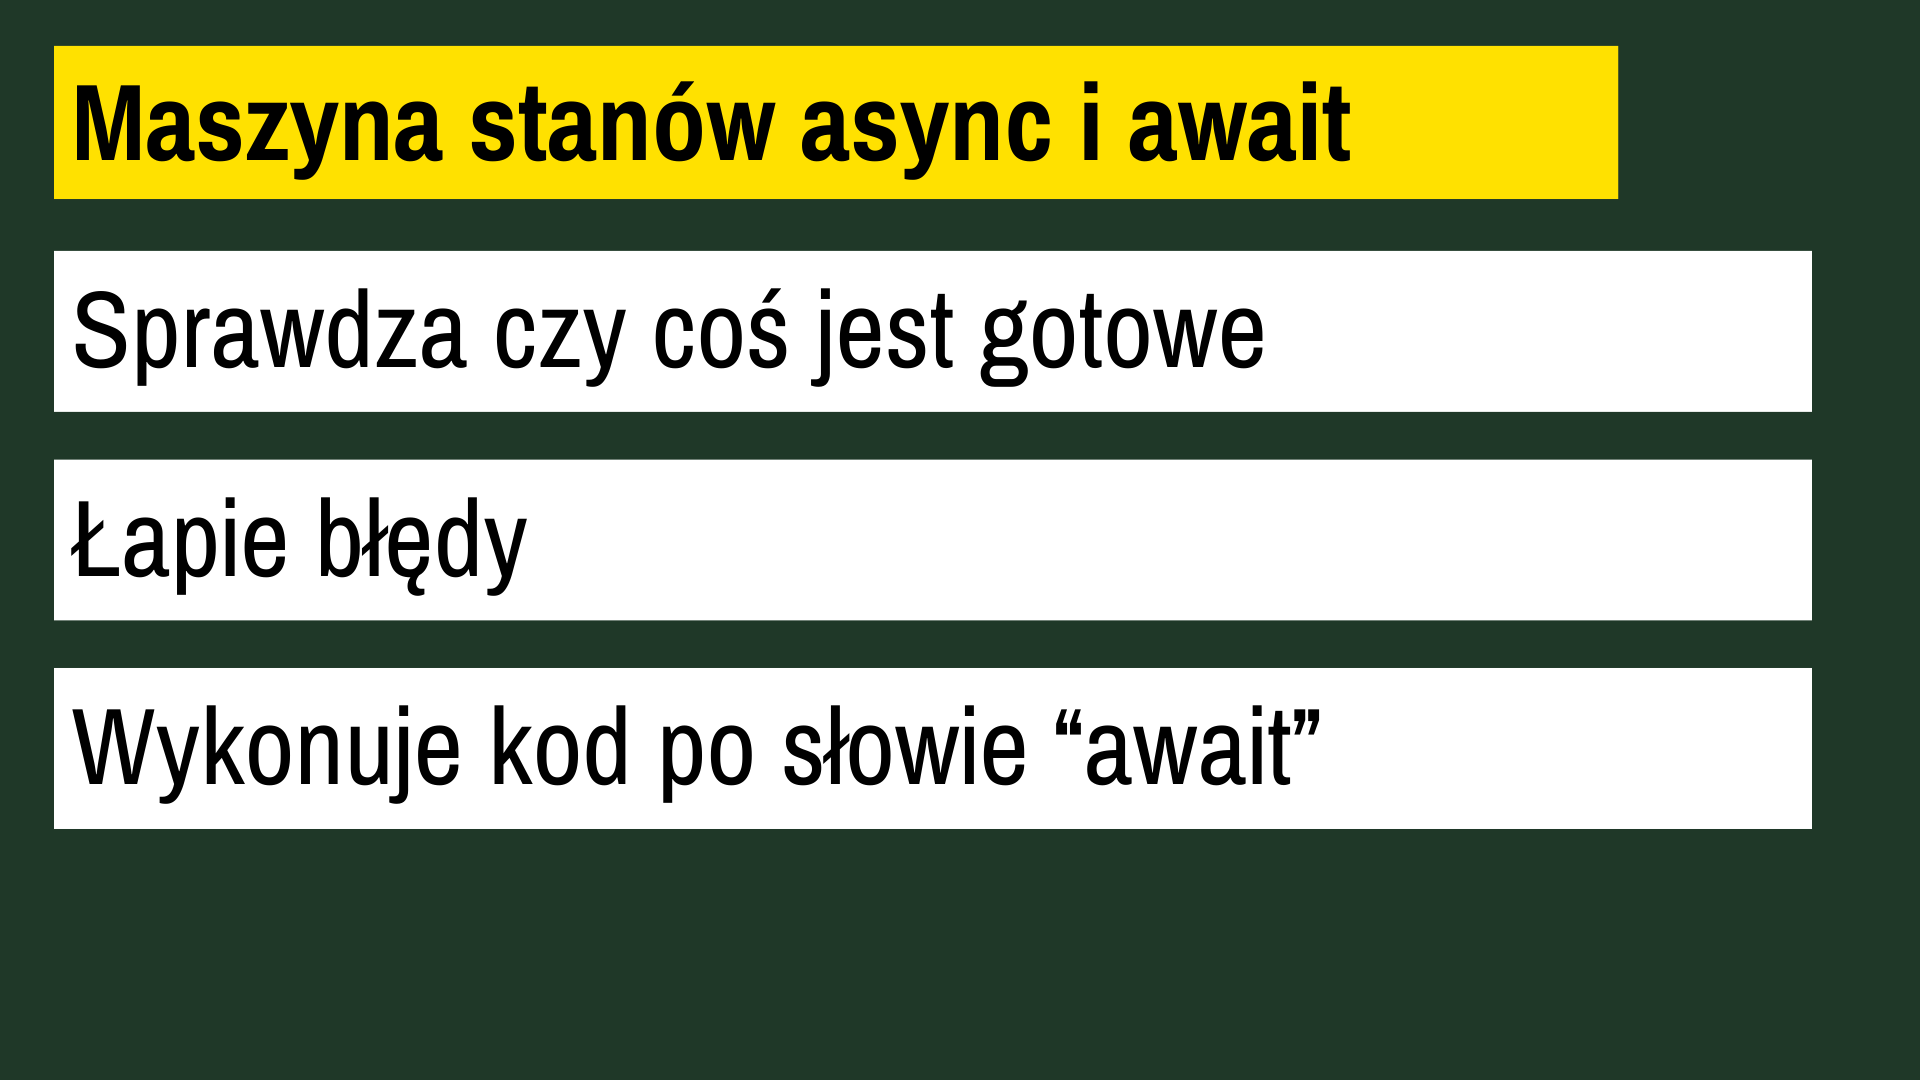 Maszyna stanów async i await
Sprawdza czy coś jest gotowe
Łapie błędy
Wykonuje kod po słowie “await”